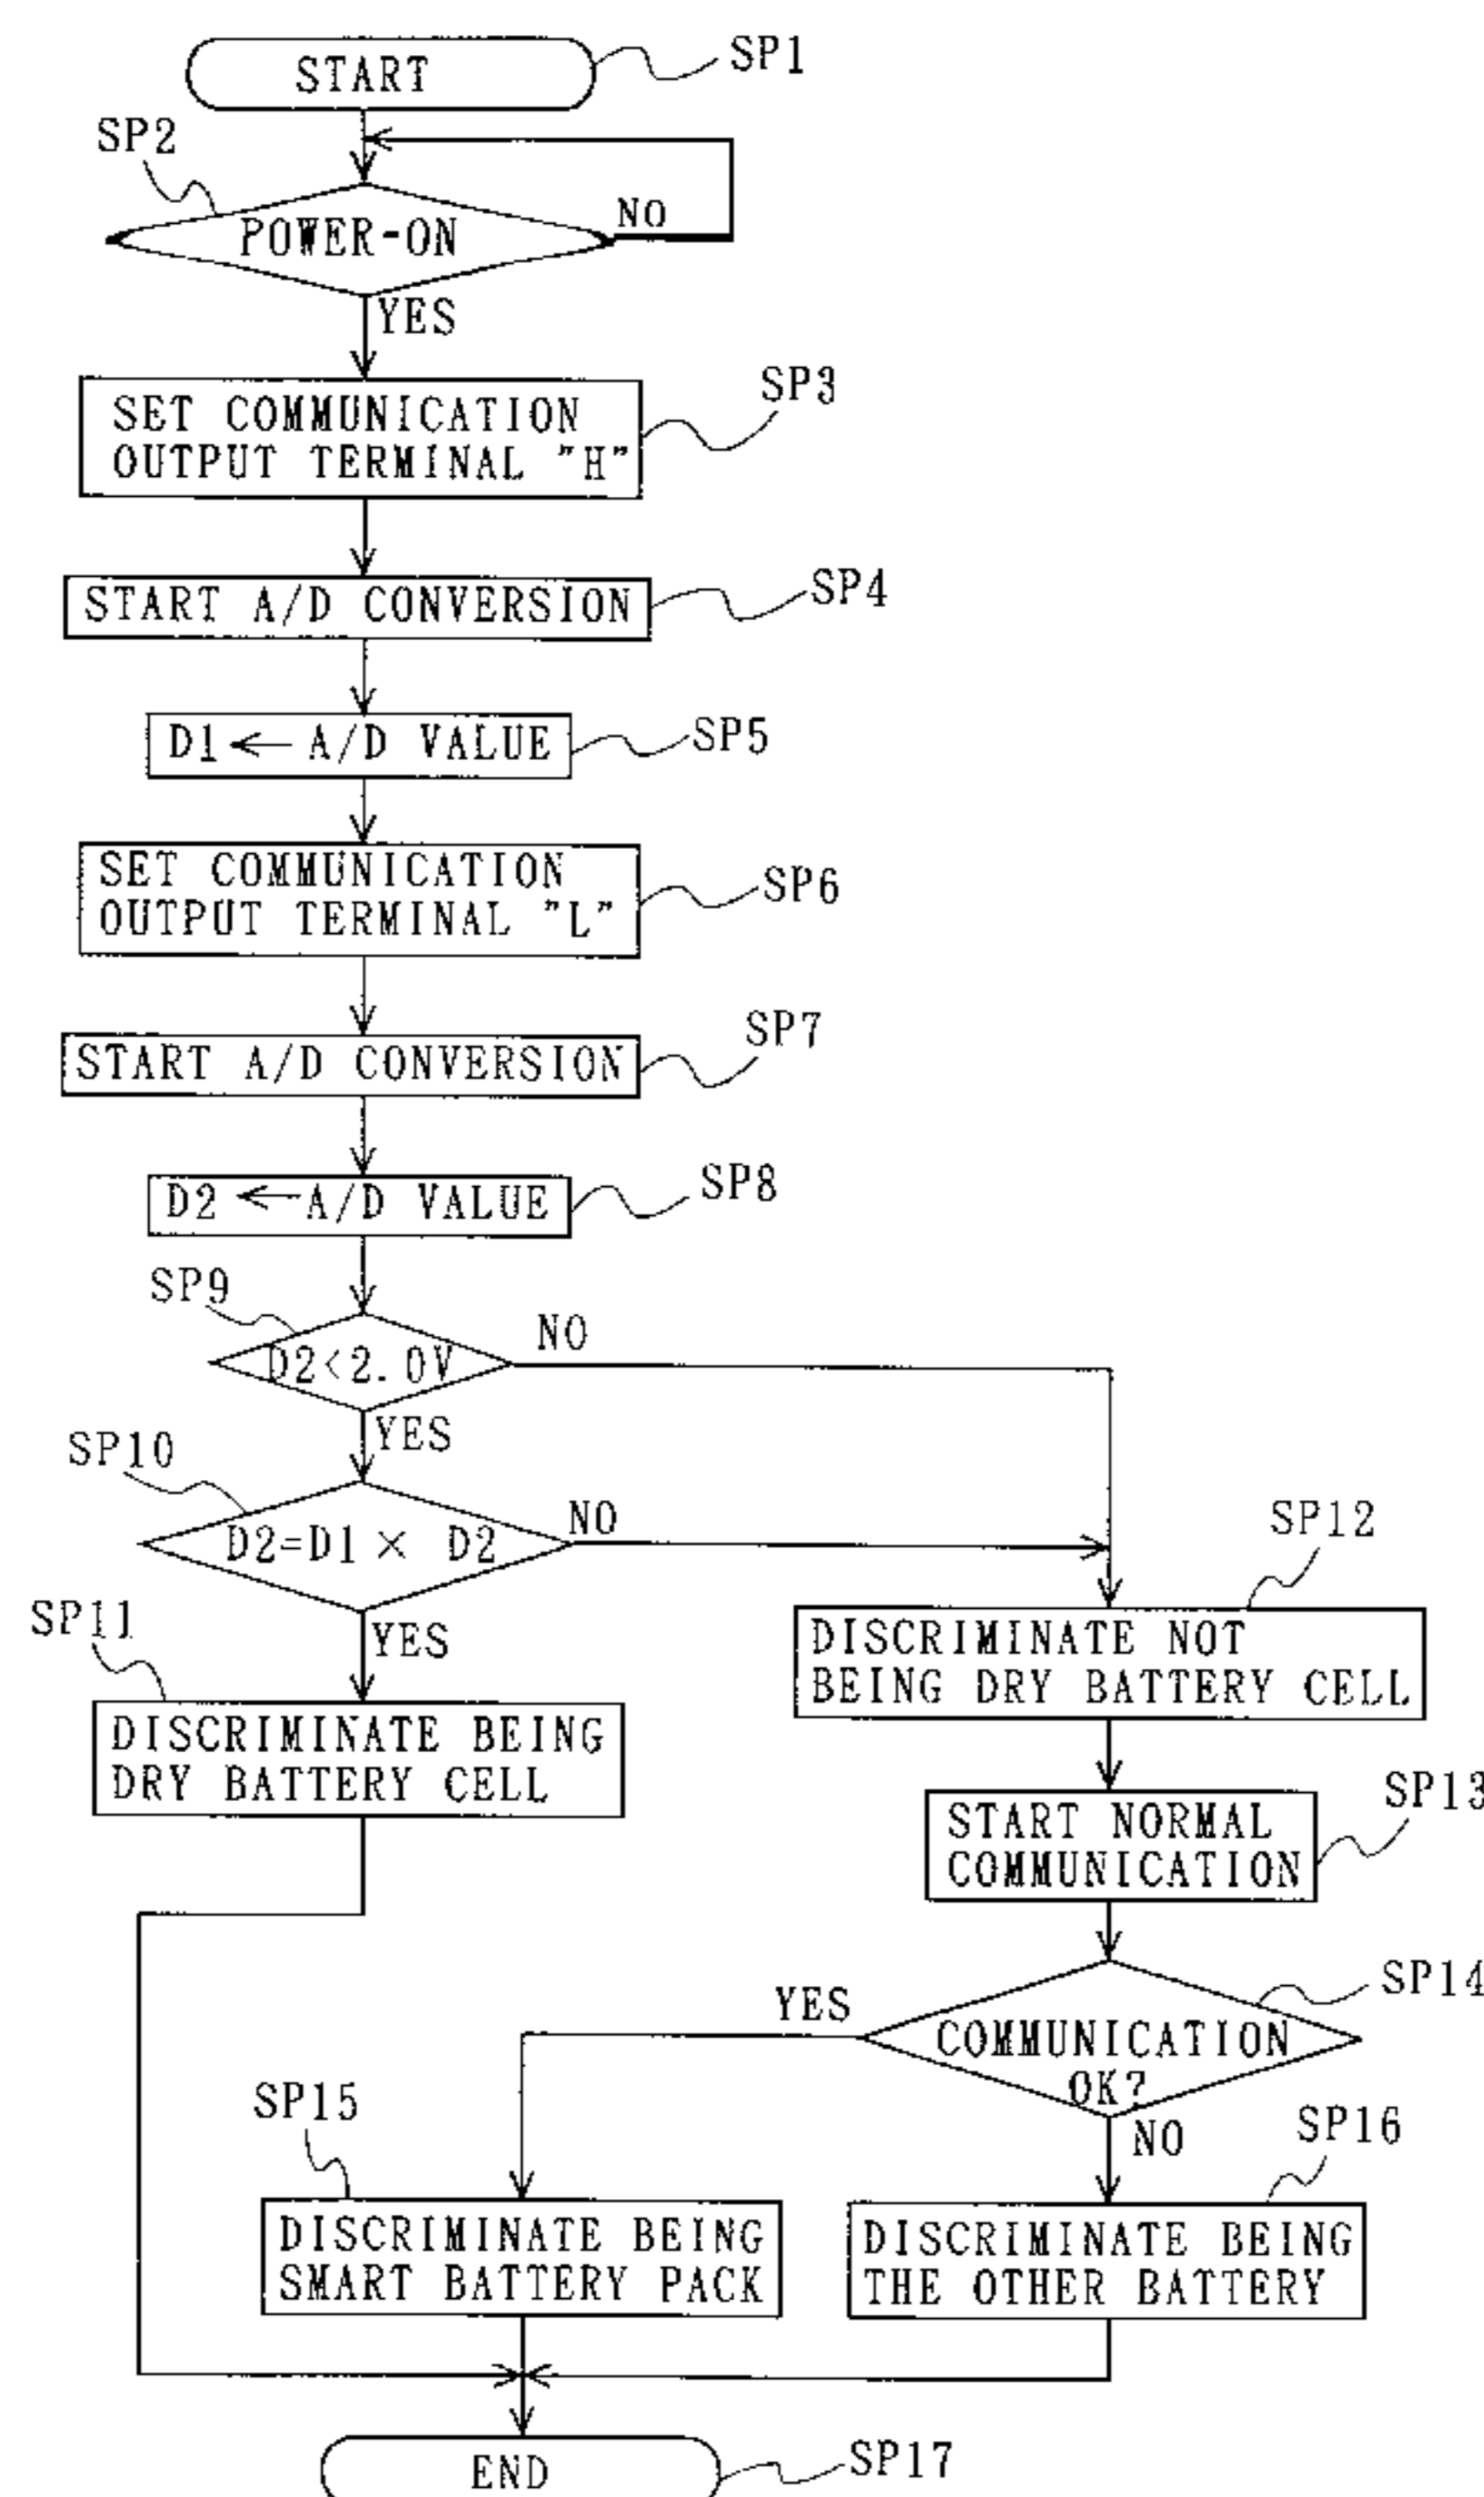 START
SP1
SP2
POWER-ON
NO
YES
SET COMMUNICATION
OUTPUT TERMINAL "H"
SP3
START A/D CONVERSION
SP4
D1 ← A/D VALUE
SP5
SET COMMUNICATION
OUTPUT TERMINAL "L"
SP6
START A/D CONVERSION
SP7
D2 ← A/D VALUE
SP8
SP9
D2<2.0V
NO
YES
SP10
D2=D1 × D2
NO
YES
SP11
DISCRIMINATE BEING
DRY BATTERY CELL
SP12
DISCRIMINATE NOT
BEING DRY BATTERY CELL
SP13
START NORMAL
COMMUNICATION
SP14
COMMUNICATION
OK?
YES
NO
SP15
DISCRIMINATE BEING
SMART BATTERY PACK
SP16
DISCRIMINATE BEING
THE OTHER BATTERY
END
SP17